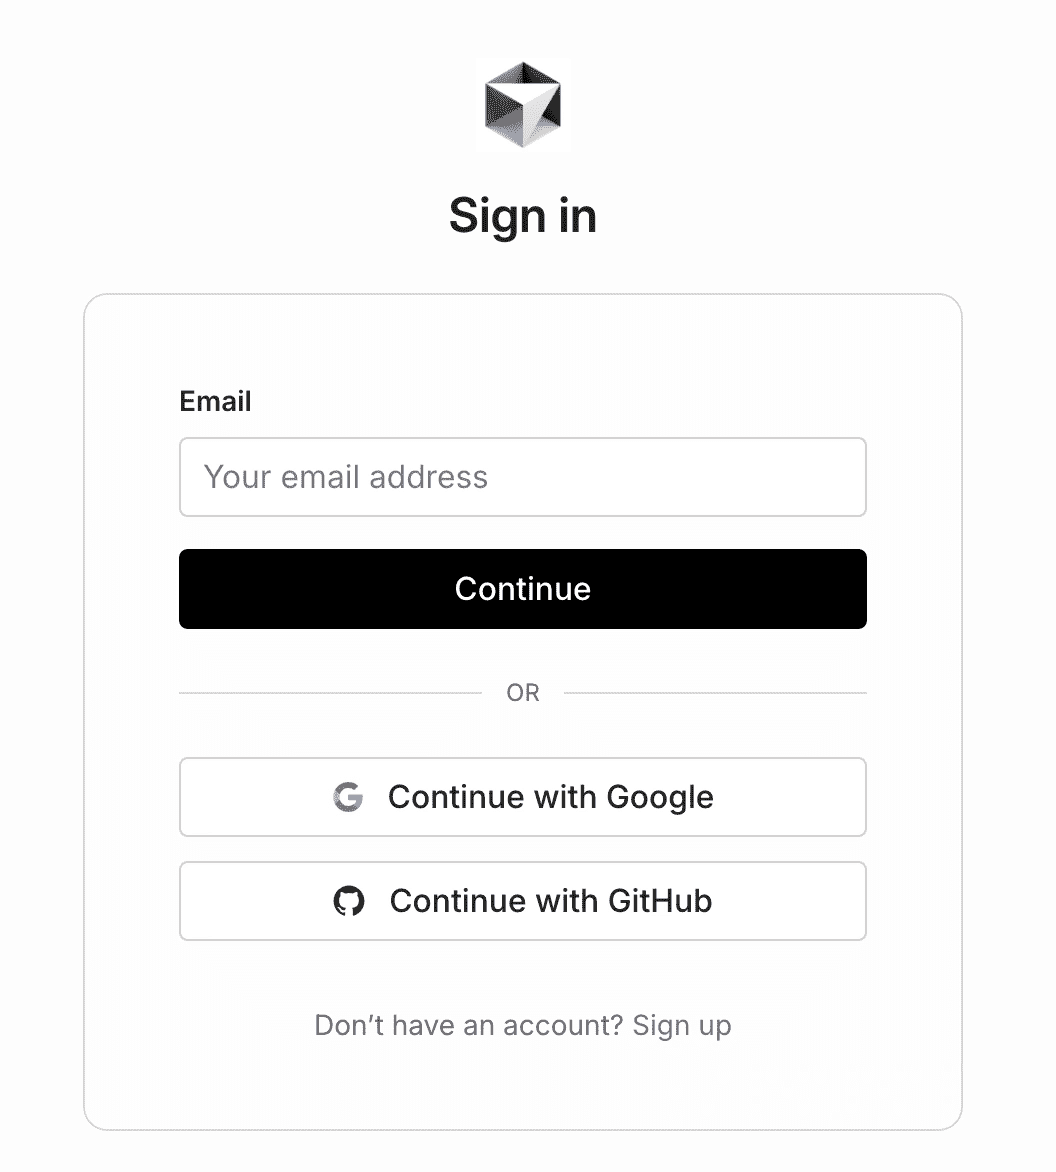 Sign in
Email
Your email address
Continue
OR
Continue with Google
Continue with GitHub
Don’t have an account? Sign up